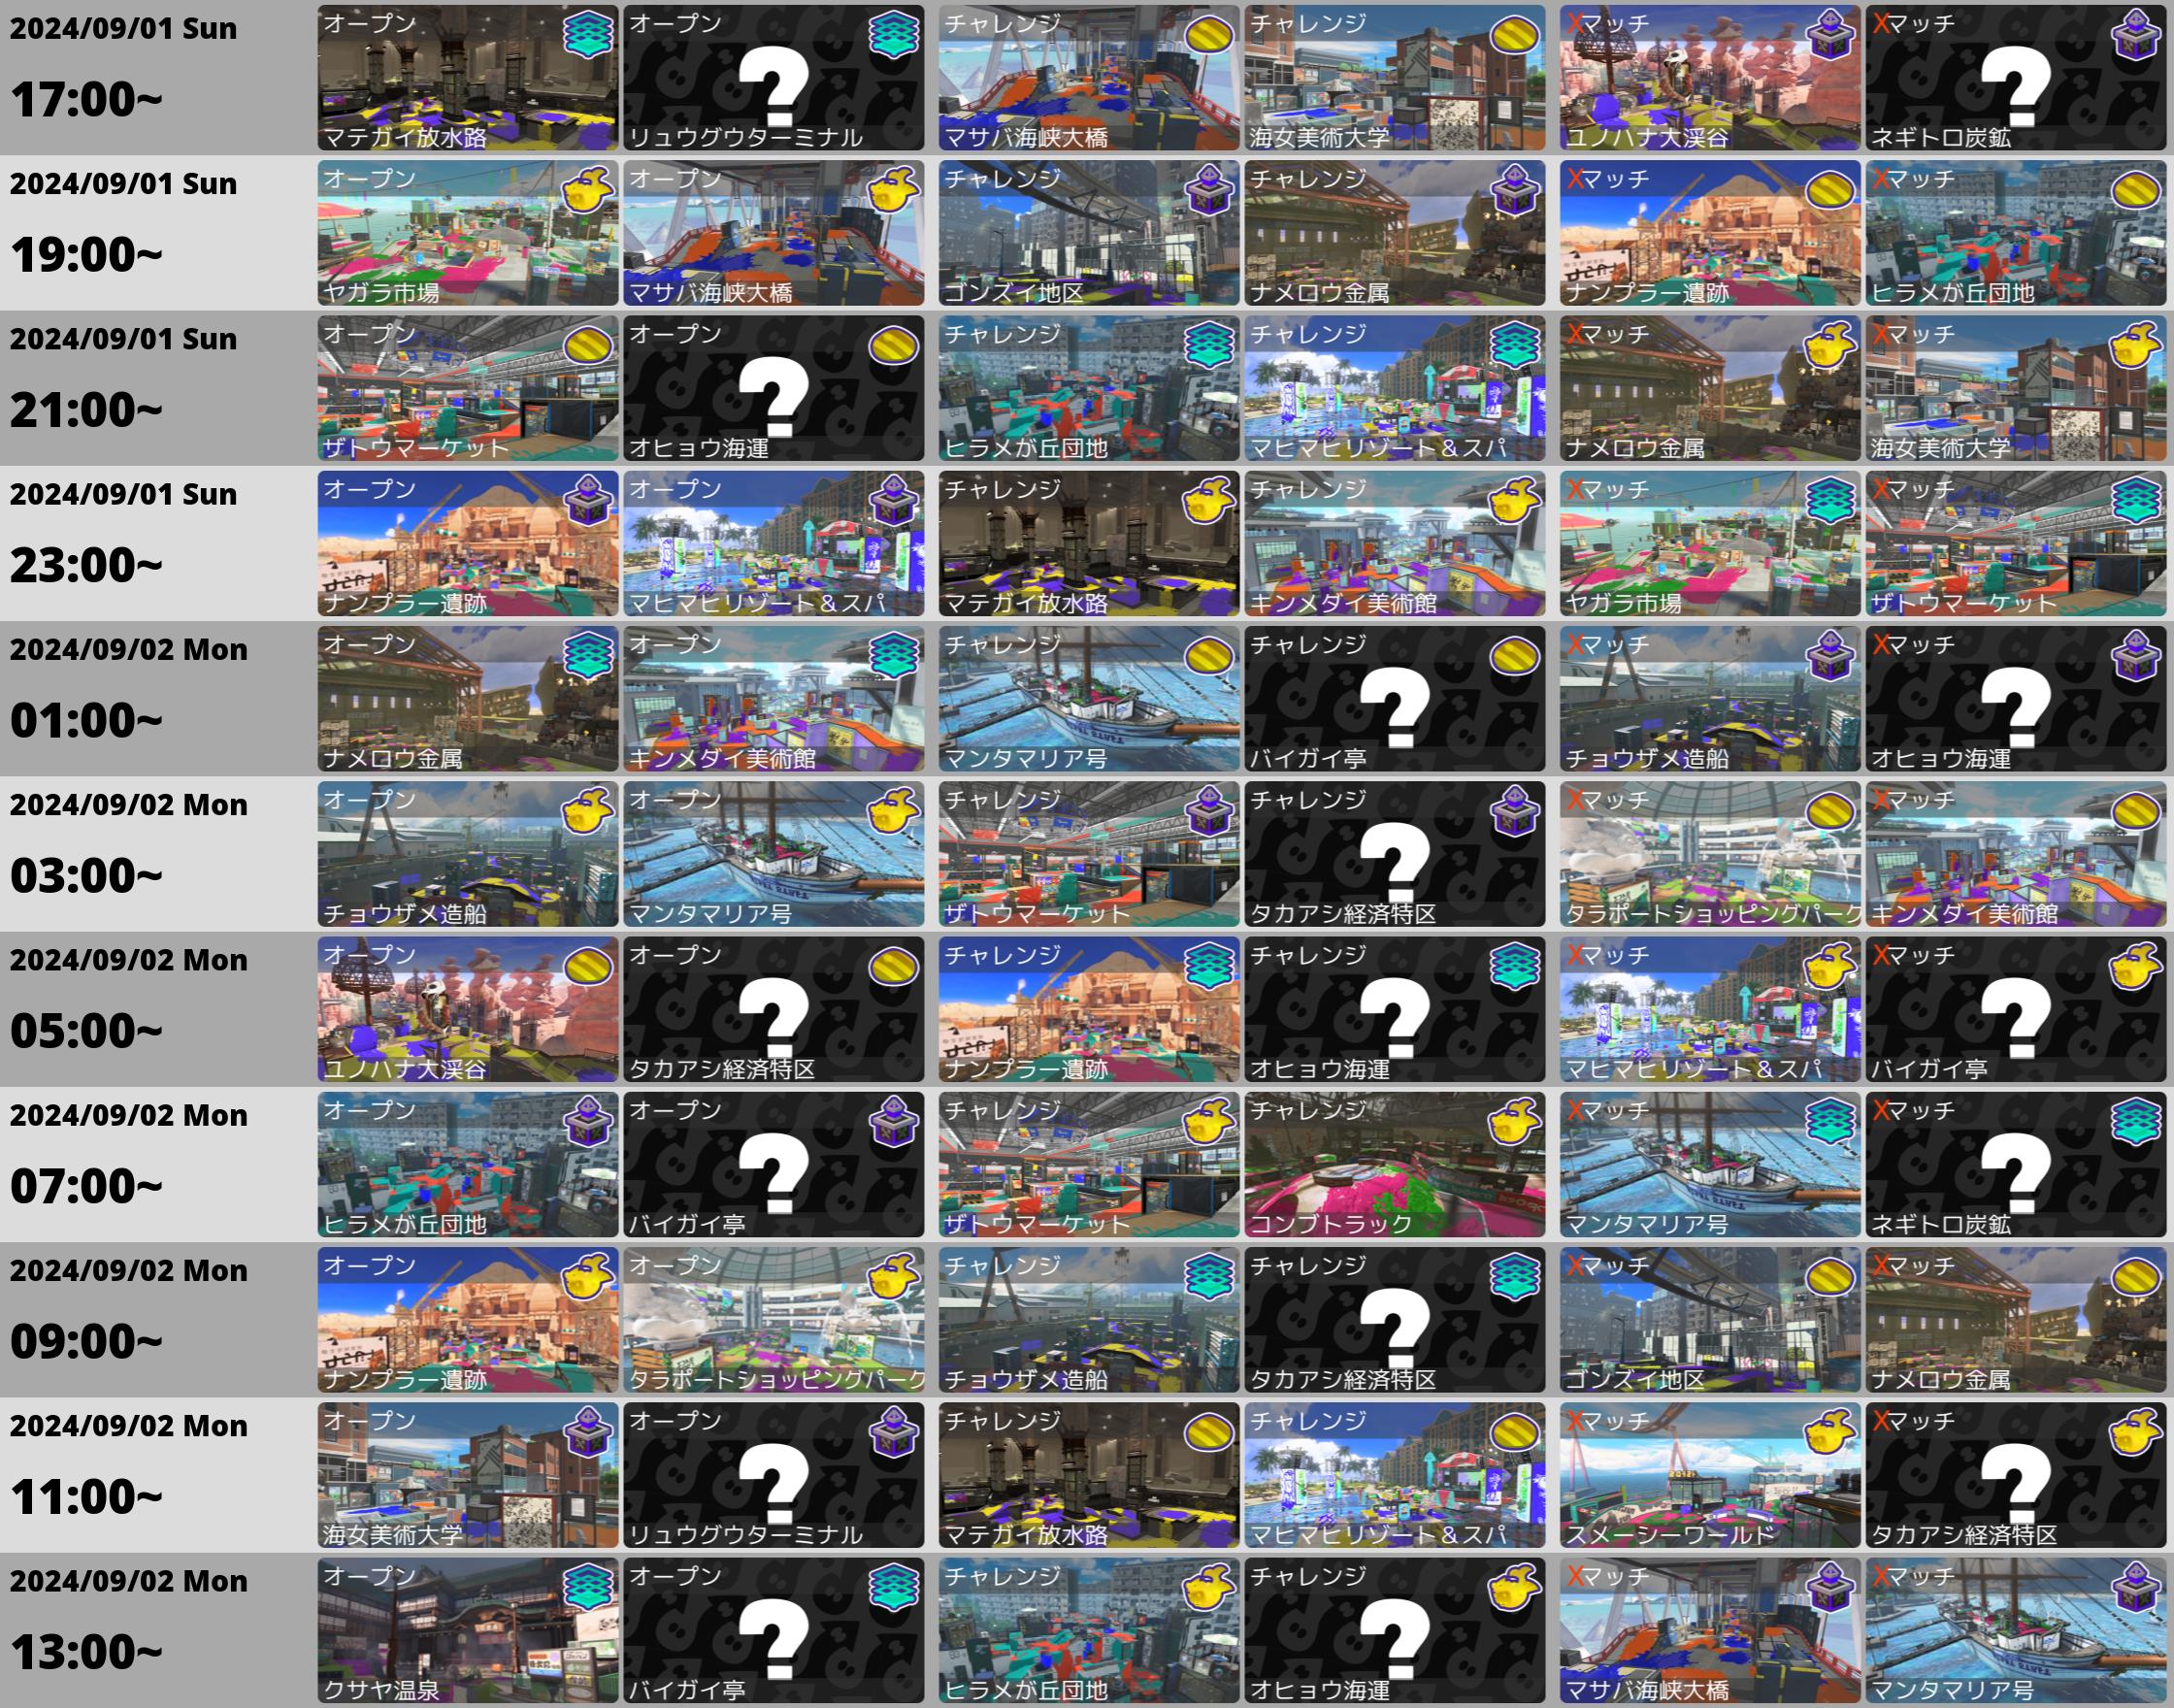 2024/09/01 Sun
17:00~
オープン
マテガイ放水路
オープン
リュウグウターミナル
チャレンジ
マサバ海峡大橋
チャレンジ
海女美術大学
Xマッチ
ユノハナ大渓谷
Xマッチ
ネギトロ炭鉱
2024/09/01 Sun
19:00~
オープン
ヤガラ市場
オープン
マサバ海峡大橋
チャレンジ
ゴンズイ地区
チャレンジ
ナメロウ金属
Xマッチ
ナンプラー遺跡
Xマッチ
ヒラメが丘団地
2024/09/01 Sun
21:00~
オープン
ザトウマーケット
オープン
オヒョウ海運
チャレンジ
ヒラメが丘団地
チャレンジ
マヒマヒリゾート＆スパ
Xマッチ
ナメロウ金属
Xマッチ
海女美術大学
2024/09/01 Sun
23:00~
オープン
ナンプラー遺跡
オープン
マヒマヒリゾート＆スパ
チャレンジ
マテガイ放水路
チャレンジ
キンメダイ美術館
Xマッチ
ヤガラ市場
Xマッチ
ザトウマーケット
2024/09/02 Mon
01:00~
オープン
ナメロウ金属
オープン
キンメダイ美術館
チャレンジ
マンタマリア号
チャレンジ
バイガイ亭
Xマッチ
チョウザメ造船
Xマッチ
オヒョウ海運
2024/09/02 Mon
03:00~
オープン
チョウザメ造船
オープン
マンタマリア号
チャレンジ
ザトウマーケット
チャレンジ
タカアシ経済特区
Xマッチ
タラポートショッピングパーク
Xマッチ
キンメダイ美術館
2024/09/02 Mon
05:00~
オープン
ユノハナ大渓谷
オープン
タカアシ経済特区
チャレンジ
ナンプラー遺跡
チャレンジ
オヒョウ海運
Xマッチ
マヒマヒリゾート＆スパ
Xマッチ
バイガイ亭
2024/09/02 Mon
07:00~
オープン
ヒラメが丘団地
オープン
バイガイ亭
チャレンジ
ザトウマーケット
チャレンジ
コンブトラック
Xマッチ
マンタマリア号
Xマッチ
ネギトロ炭鉱
2024/09/02 Mon
09:00~
オープン
ナンプラー遺跡
オープン
タラポートショッピングパーク
チャレンジ
チョウザメ造船
チャレンジ
タカアシ経済特区
Xマッチ
ゴンズイ地区
Xマッチ
ナメロウ金属
2024/09/02 Mon
11:00~
オープン
海女美術大学
オープン
リュウグウターミナル
チャレンジ
マテガイ放水路
チャレンジ
マヒマヒリゾート＆スパ
Xマッチ
スメーシーワールド
Xマッチ
タカアシ経済特区
2024/09/02 Mon
13:00~
オープン
クサヤ温泉
オープン
バイガイ亭
チャレンジ
ヒラメが丘団地
チャレンジ
オヒョウ海運
Xマッチ
マサバ海峡大橋
Xマッチ
マンタマリア号